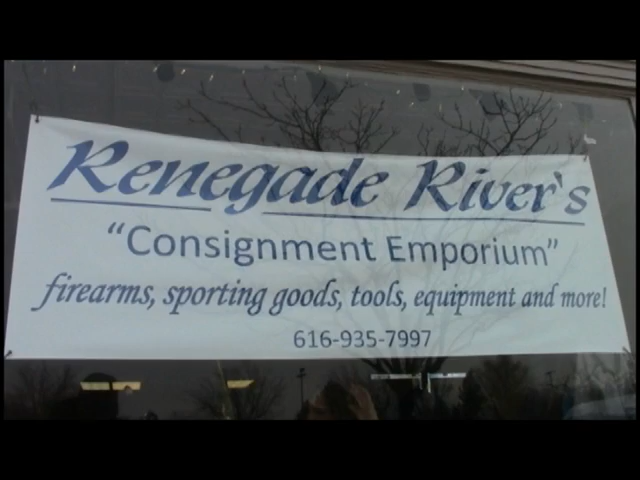 Renegade River`s
"Consignment Emporium"
firearms, sporting goods, tools, equipment and more!
616-935-7997